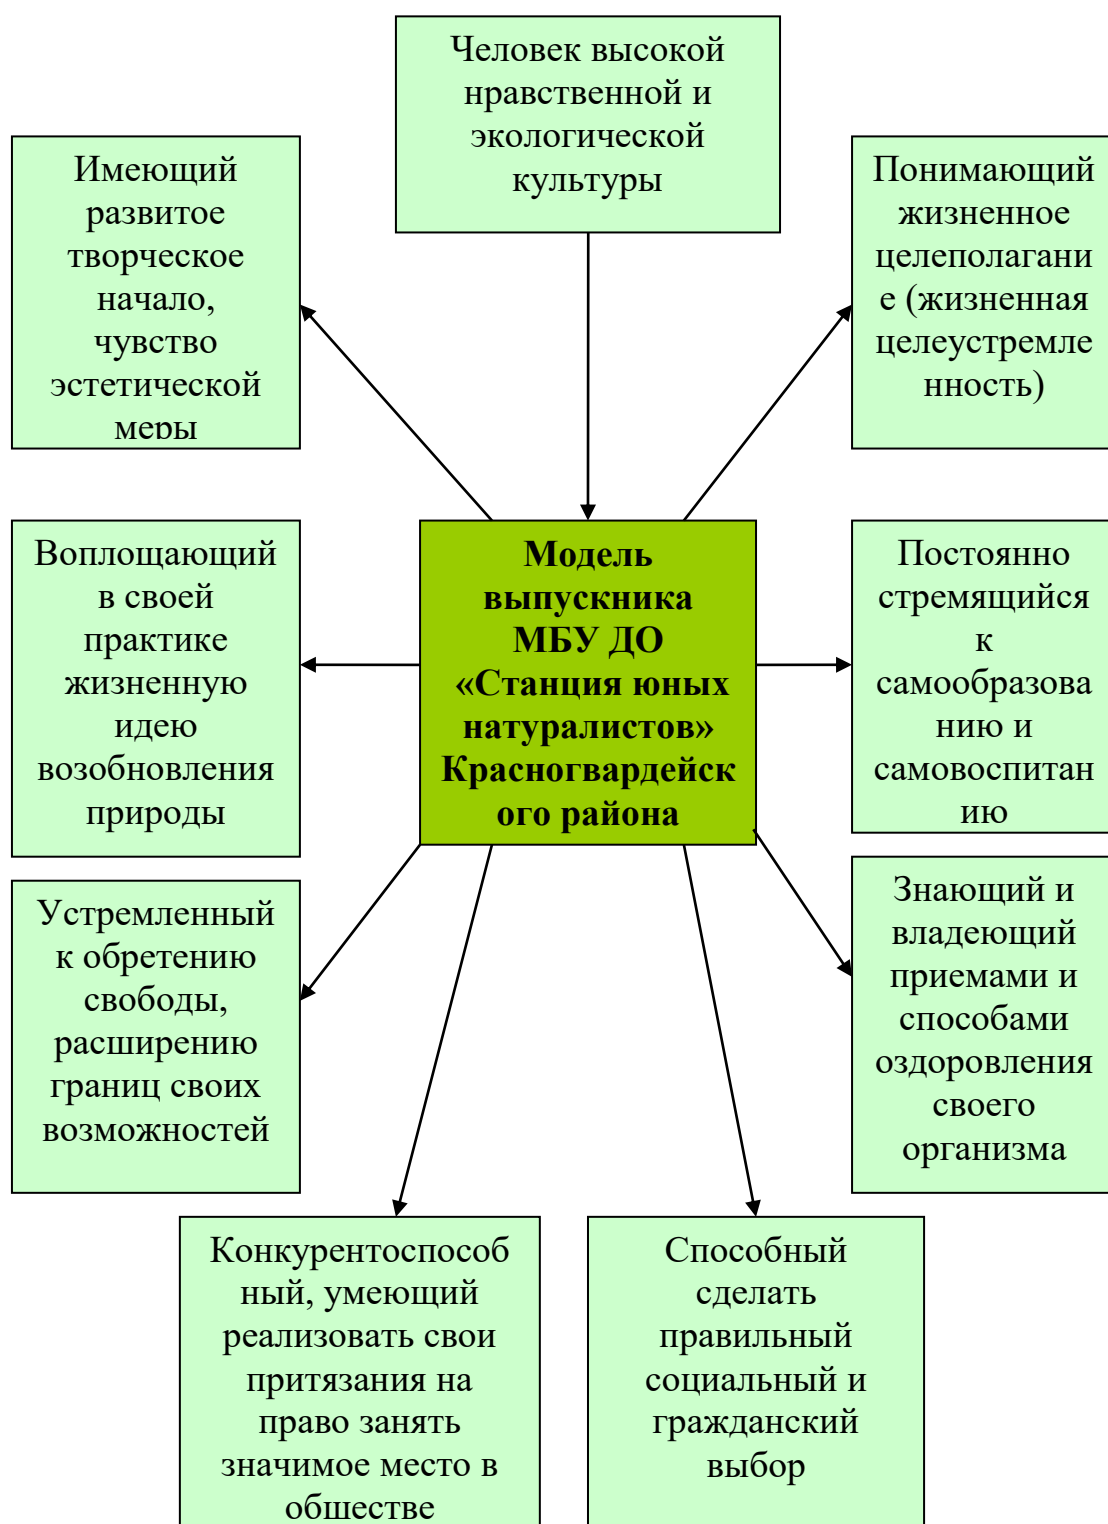 Человек высокой
нравственной и
экологической
культуры
Имеющий
развитое
творческое
начало,
чувство
эстетической
меры
Понимающий
жизненное
целеполагани
е (жизненная
целеустремле
нность)
Воплощающий
в своей
практике
жизненную
идею
возобновления
природы
Модель
выпускника
МБУ ДО
«Станция юных
натуралистов»
Красногвардейск
ого района
Постоянно
стремящийся
к
самообразова
нию и
самовоспитан
ию
Устремленный
к обретению
свободы,
расширению
границ своих
возможностей
Знающий и
владеющий
приемами и
способами
оздоровления
своего
организма
Конкурентоспособ
ный, умеющий
реализовать свои
притязания на
право занять
значимое место в
обществе
Способный
сделать
правильный
социальный и
гражданский
выбор